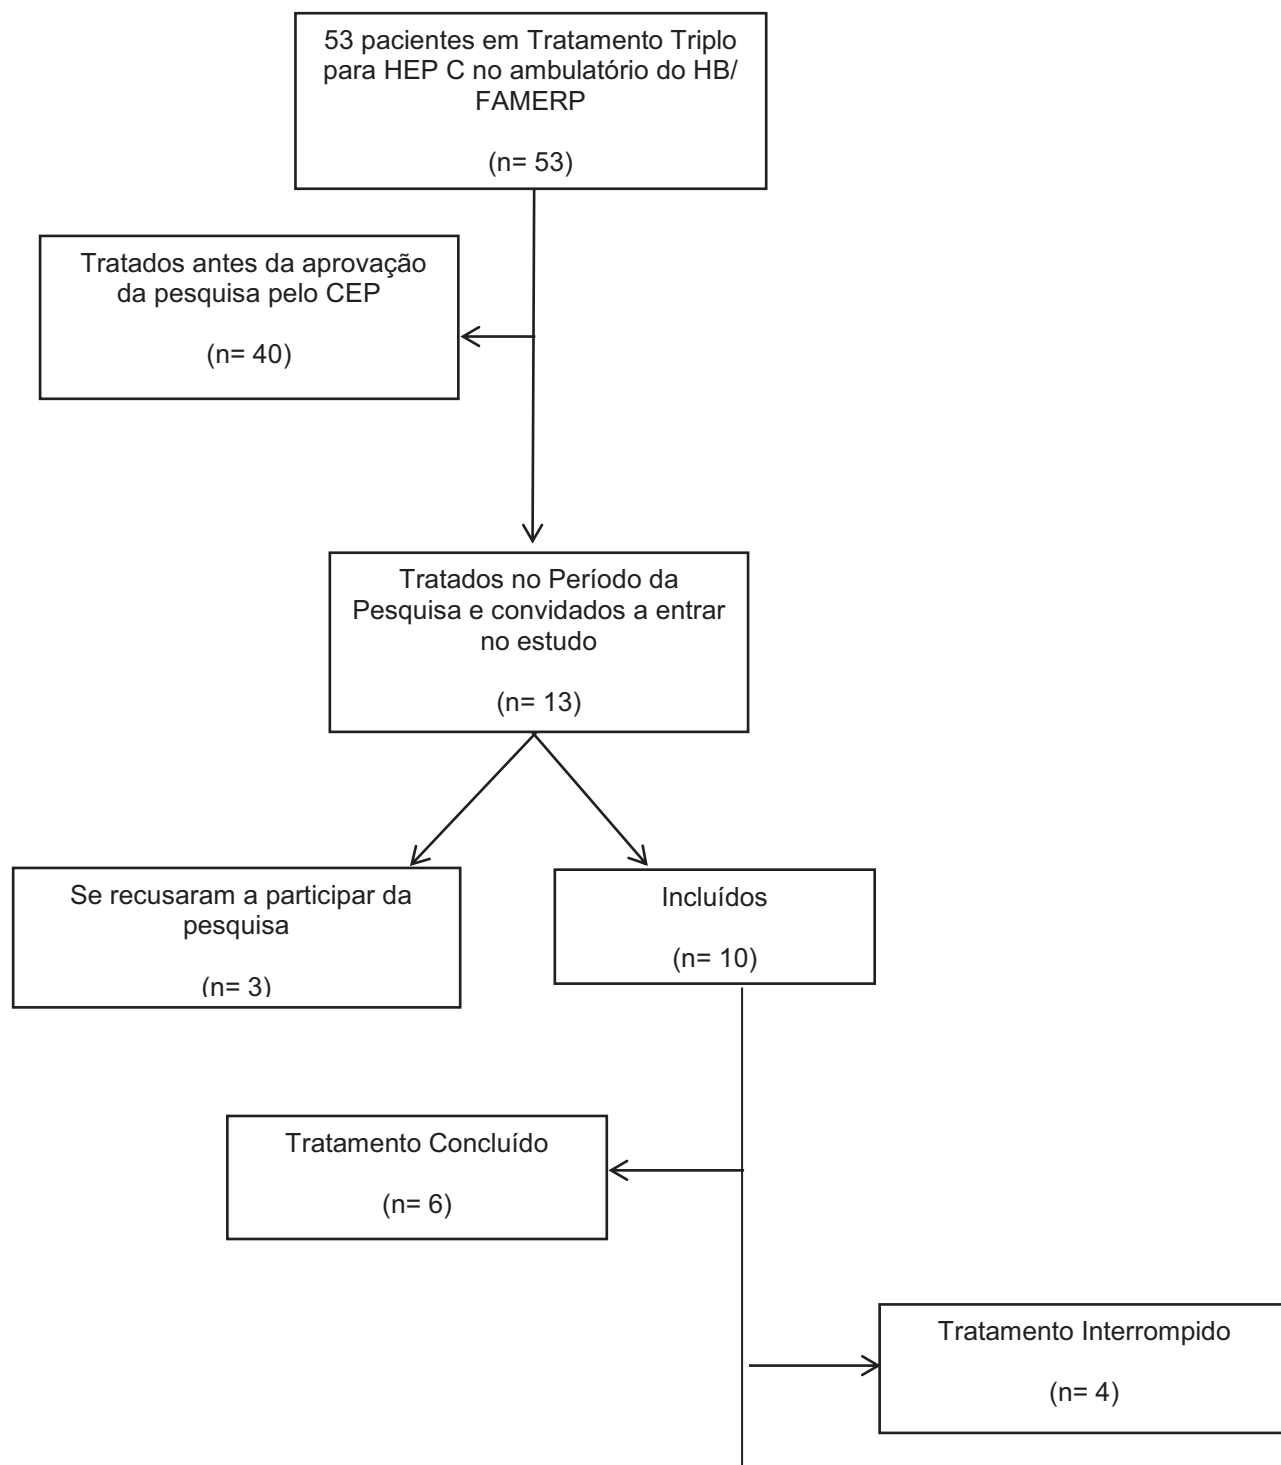 53 pacientes em Tratamento Triplo
para HEP C no ambulatório do HB/
FAMERP
(n= 53)
Tratados antes da aprovação
da pesquisa pelo CEP
(n= 40)
Tratados no Período da
Pesquisa e convidados a entrar
no estudo
(n= 13)
Se recusaram a participar da
pesquisa
(n= 3)
Incluídos
(n= 10)
Tratamento Concluído
(n= 6)
Tratamento Interrompido
(n= 4)